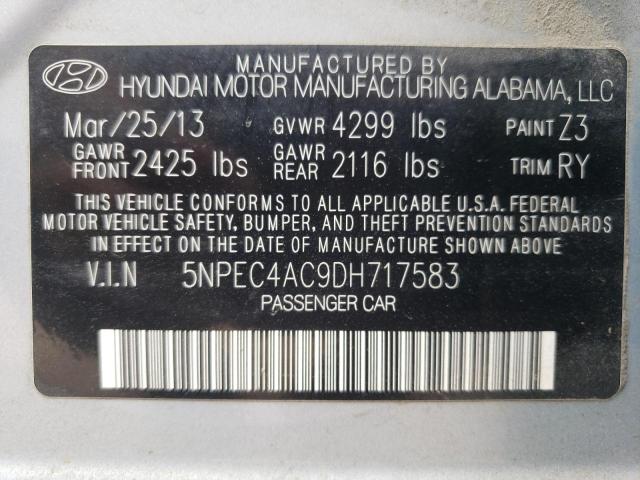 MANUFACTURED BY
HYUNDAI MOTOR MANUFACTURING ALABAMA, LLC
Mar/25/13 GVWR 4299 lbs PAINT Z3
GAWR FRONT 2425 lbs GAWR REAR 2116 lbs TRIM RY
THIS VEHICLE CONFORMS TO ALL APPLICABLE U.S.A. FEDERAL
MOTOR VEHICLE SAFETY, BUMPER, AND THEFT PREVENTION STANDARDS
IN EFFECT ON THE DATE OF MANUFACTURE SHOWN ABOVE
V.I.N 5NPEC4AC9DH717583
PASSENGER CAR